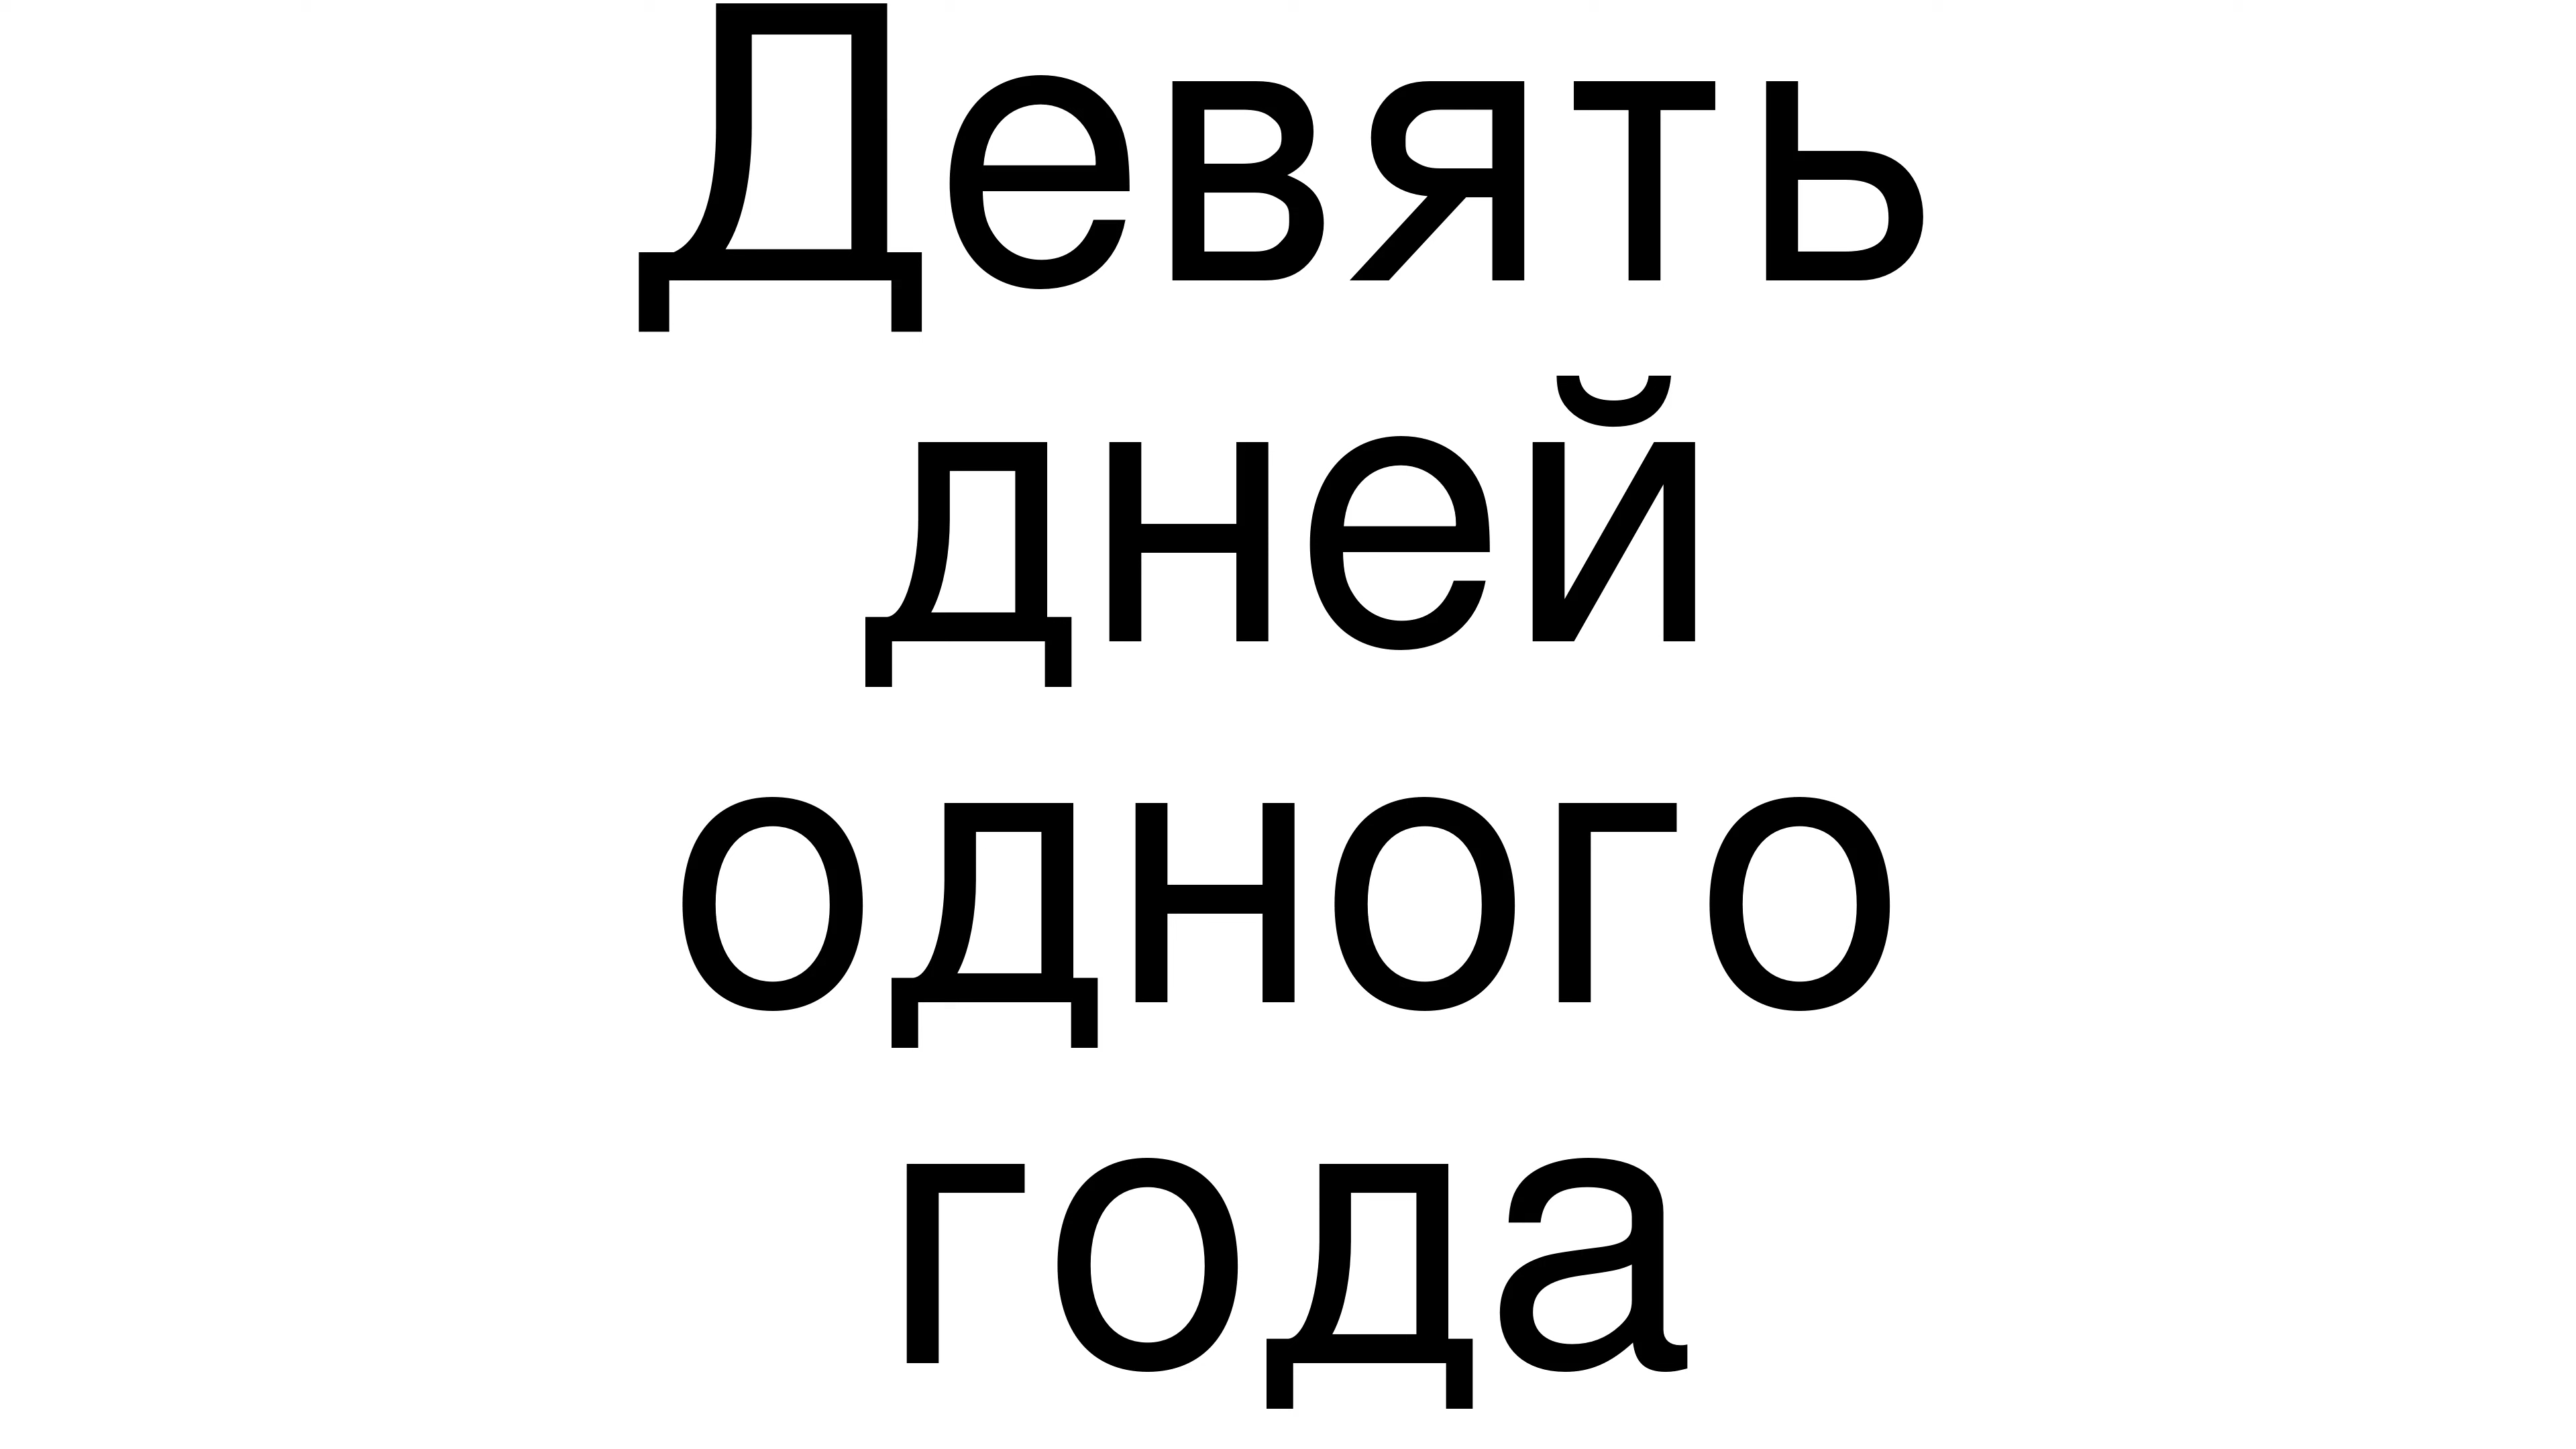 Девять
дней
одного
года